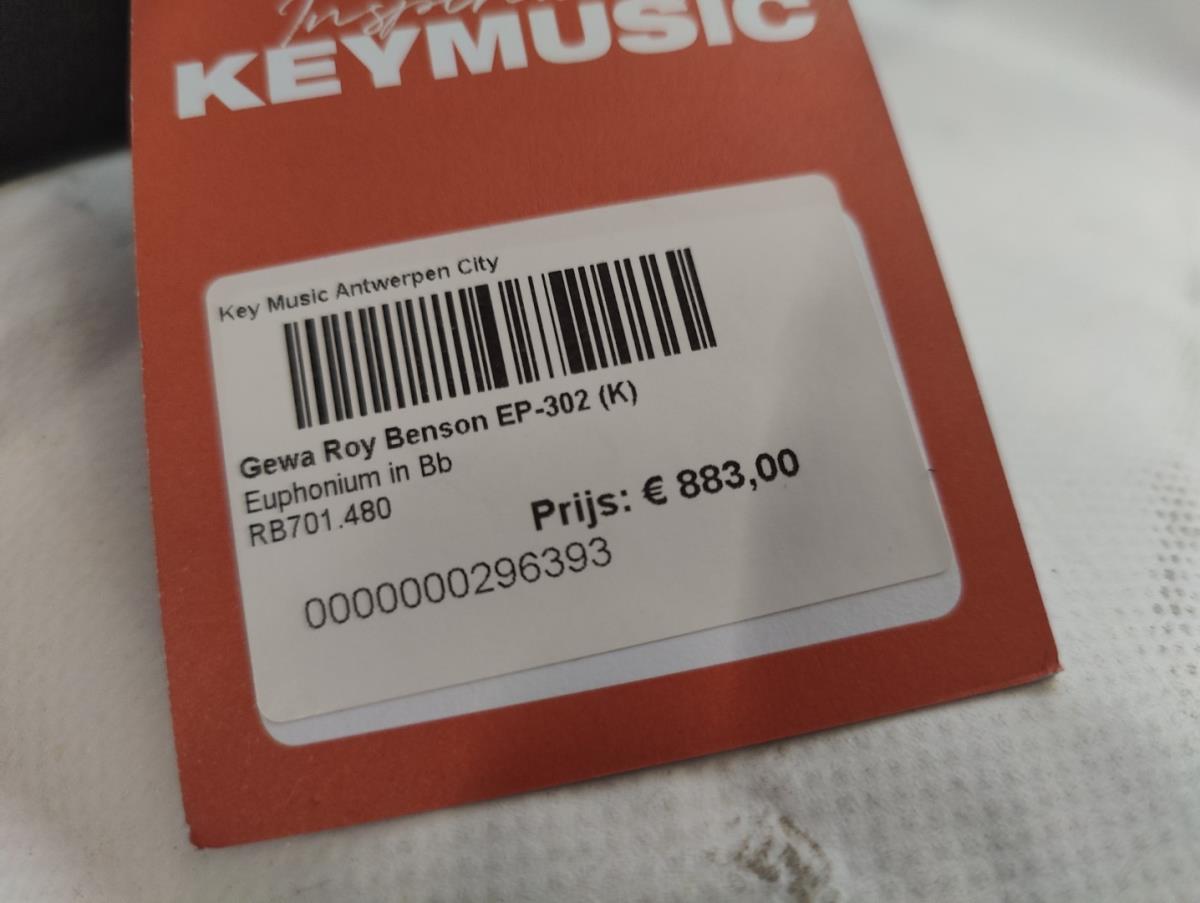 KEYMUSIC
Key Music Antwerpen City
Gewa Roy Benson EP-302 (K)
Euphonium in Bb
RB701.480
Prijs: € 883,00
0000000296393